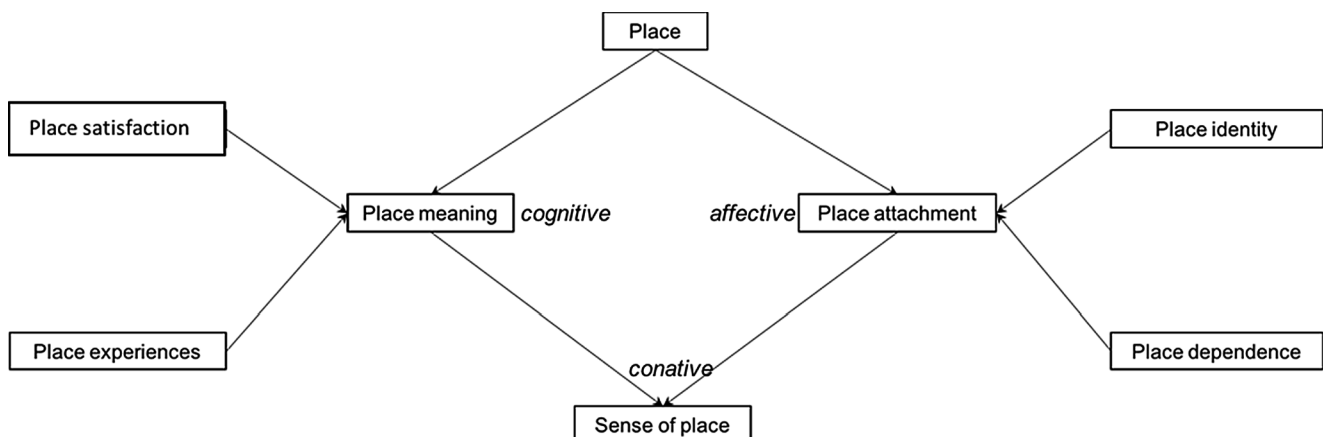 Place
Place satisfaction
Place identity
Place meaning
cognitive
affective
Place attachment
Place experiences
Place dependence
conative
Sense of place